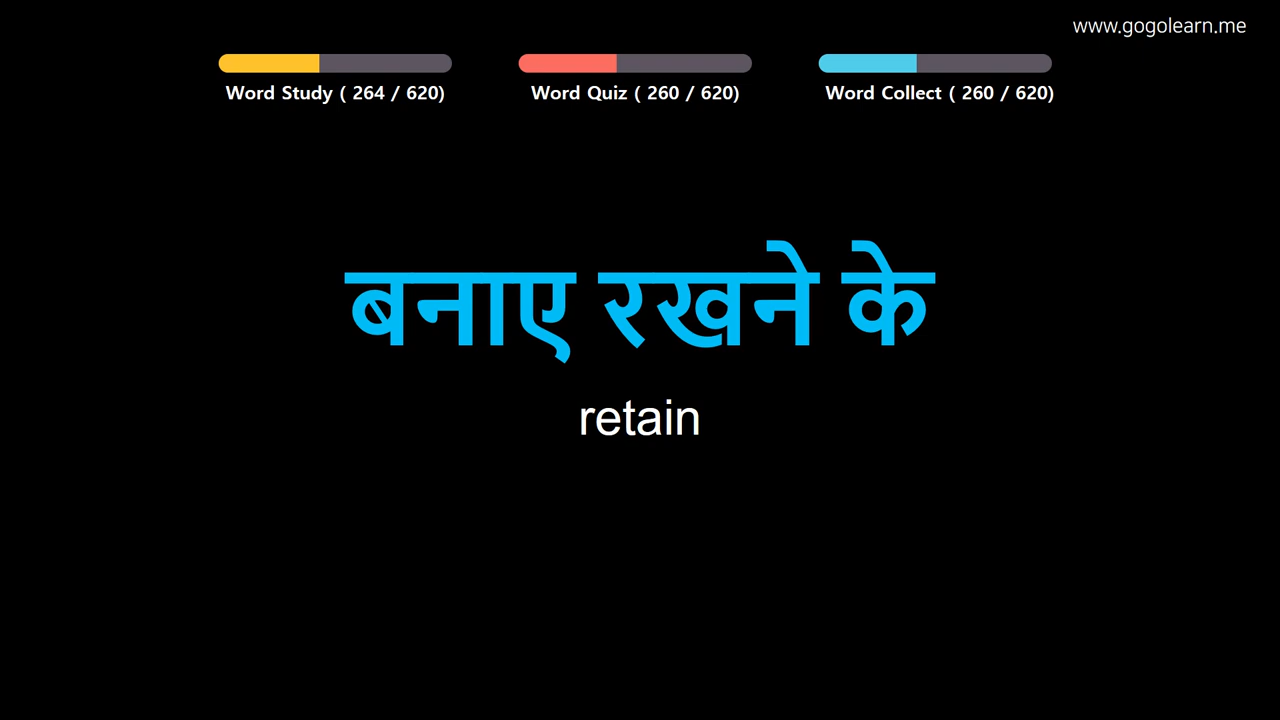 www.gogolearn.me
Word Study ( 264 / 620)
Word Quiz ( 260 / 620)
Word Collect ( 260 / 620)
बनाए रखने के
retain